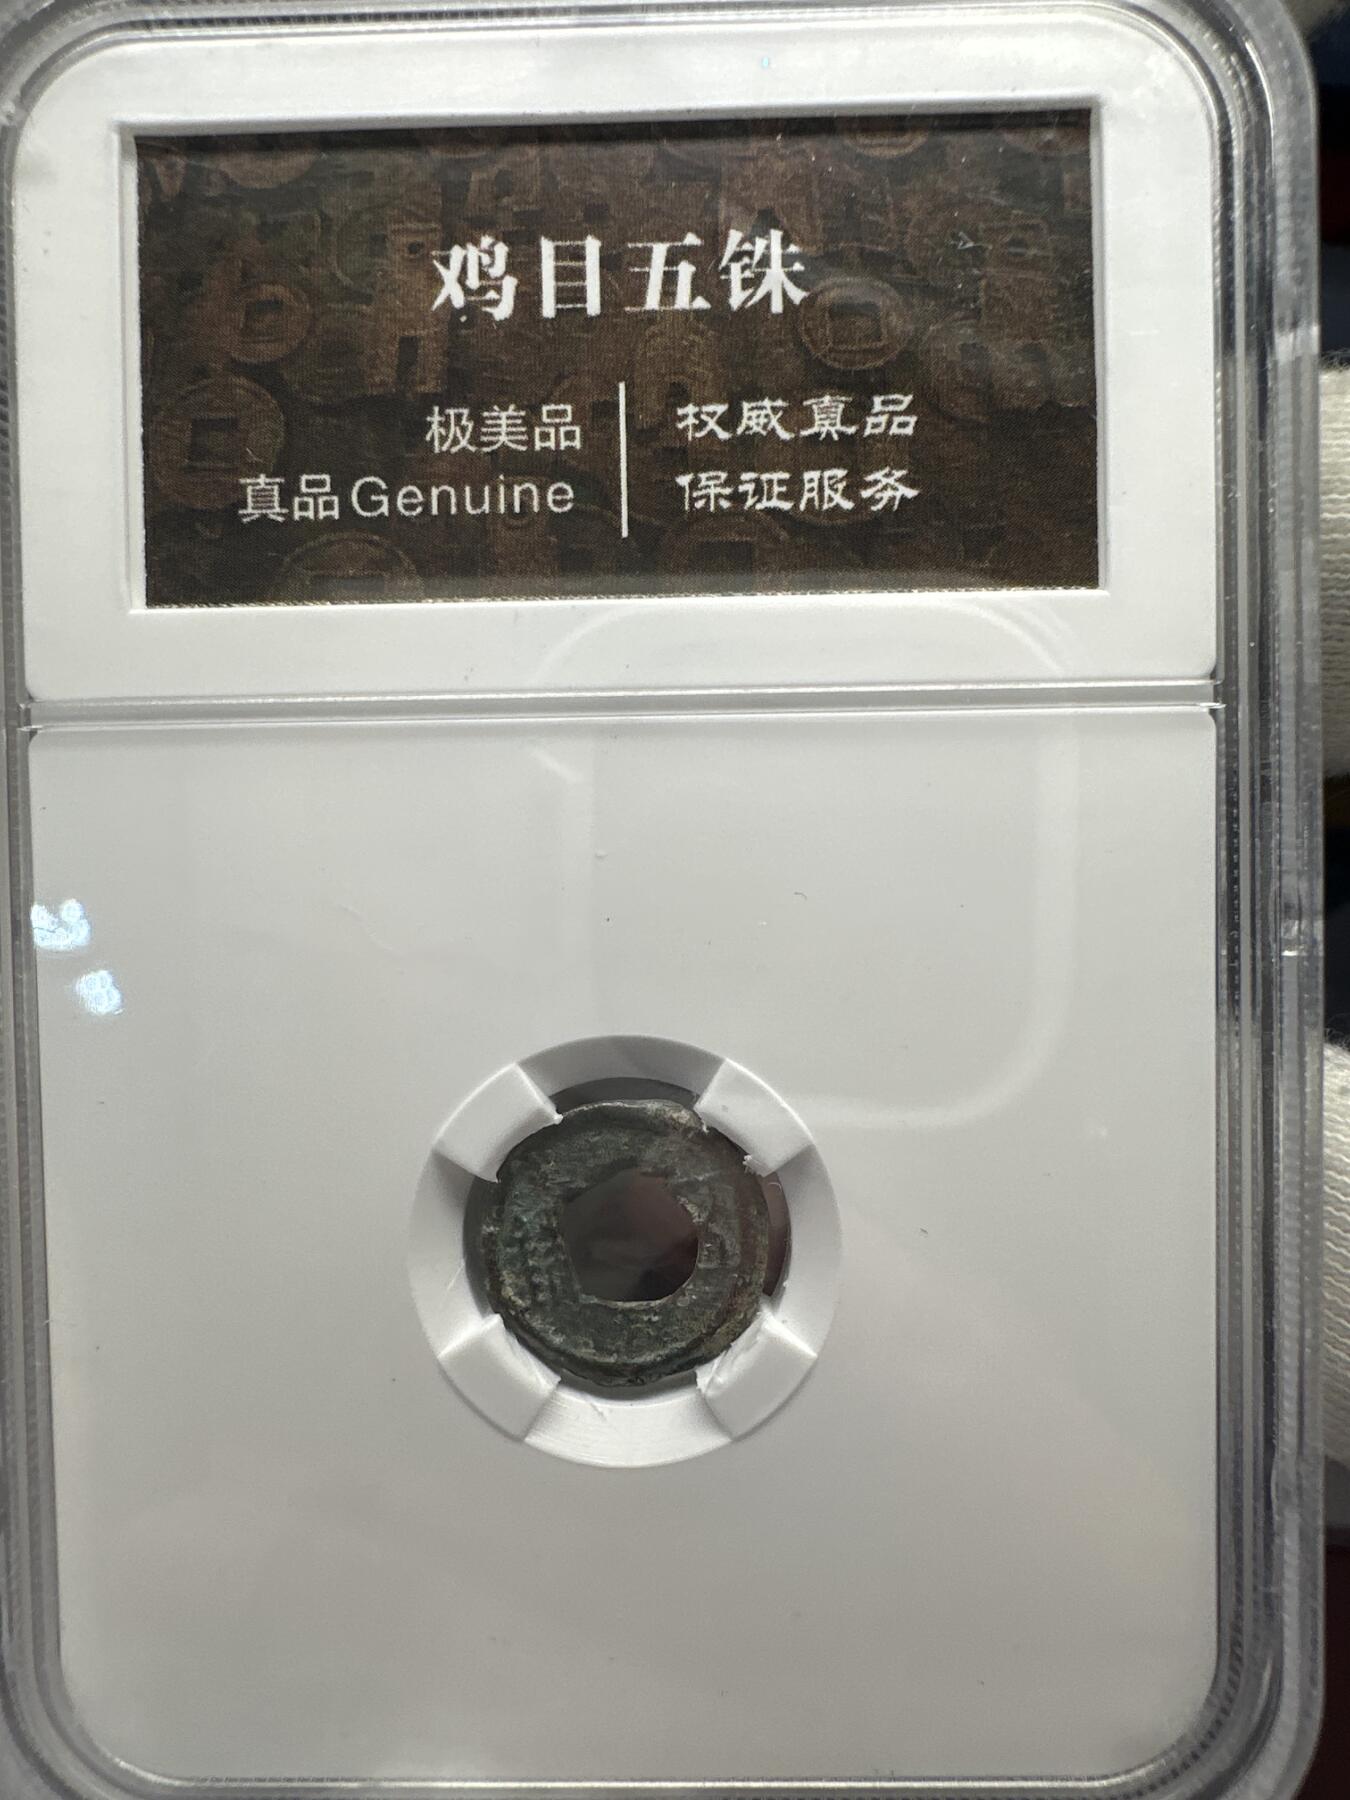 鸡目五铢
极美品
真品Genuine
权威真品
保证服务